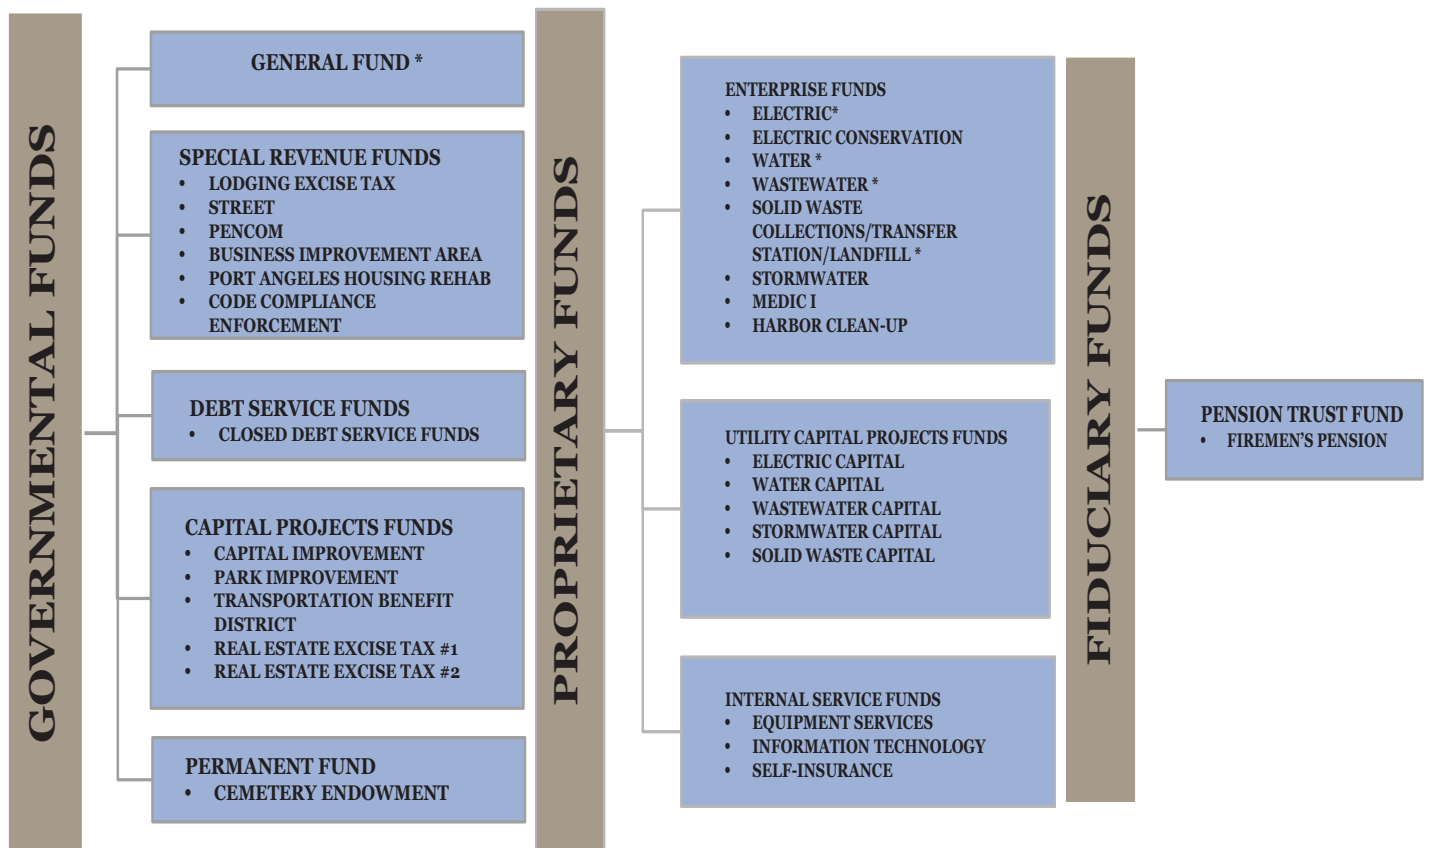 GOVERNMENTAL FUNDS
GENERAL FUND *
SPECIAL REVENUE FUNDS
• LODGING EXCISE TAX
• STREET
• PENCOM
• BUSINESS IMPROVEMENT AREA
• PORT ANGELES HOUSING REHAB
• CODE COMPLIANCE
ENFORCEMENT
DEBT SERVICE FUNDS
• CLOSED DEBT SERVICE FUNDS
CAPITAL PROJECTS FUNDS
• CAPITAL IMPROVEMENT
• PARK IMPROVEMENT
• TRANSPORTATION BENEFIT
DISTRICT
• REAL ESTATE EXCISE TAX #1
• REAL ESTATE EXCISE TAX #2
PERMANENT FUND
• CEMETERY ENDOWMENT
PROPRIETARY FUNDS
ENTERPRISE FUNDS
• ELECTRIC*
• ELECTRIC CONSERVATION
• WATER *
• WASTEWATER *
• SOLID WASTE
COLLECTIONS/TRANSFER
STATION/LANDFILL *
• STORMWATER
• MEDIC I
• HARBOR CLEAN-UP
UTILITY CAPITAL PROJECTS FUNDS
• ELECTRIC CAPITAL
• WATER CAPITAL
• WASTEWATER CAPITAL
• STORMWATER CAPITAL
• SOLID WASTE CAPITAL
INTERNAL SERVICE FUNDS
• EQUIPMENT SERVICES
• INFORMATION TECHNOLOGY
• SELF-INSURANCE
FIDUCIARY FUNDS
PENSION TRUST FUND
• FIREMEN'S PENSION